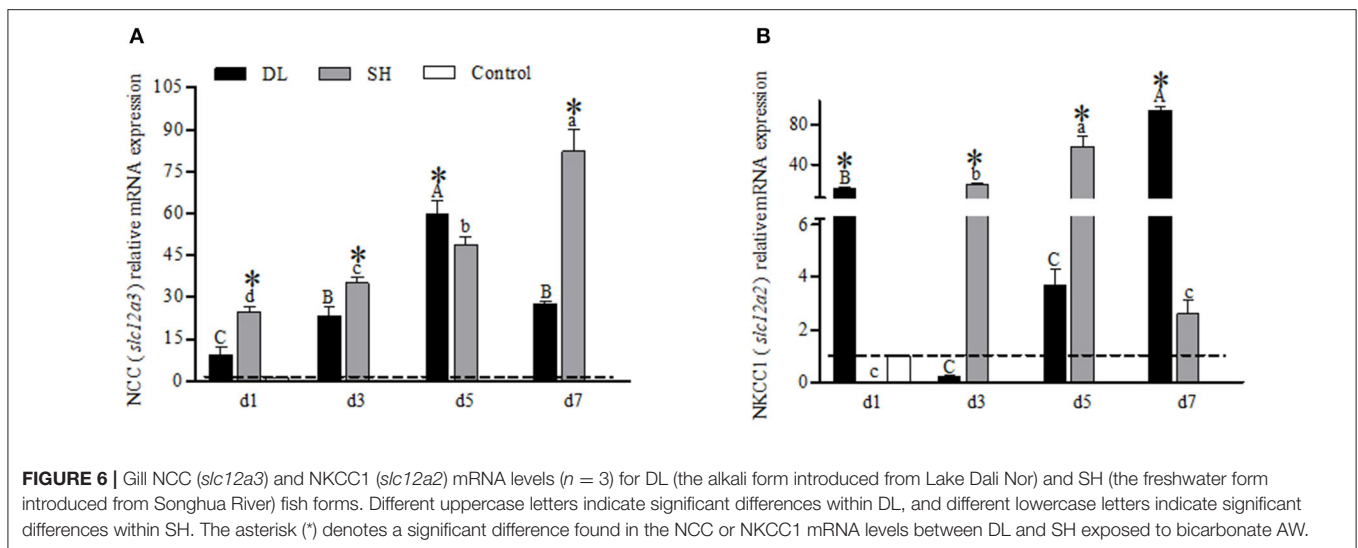 A
B
DL SH Control
NCC (slc12a3) relative mRNA expression
105
90
75
60
45
30
15
0
* d C
* c B
* A b
* a B
d1 d3 d5 d7
NKCC1 (slc12a2) relative mRNA expression
80
40
6
4
2
0
* B c
* b C
* a C
* A c
d1 d3 d5 d7
FIGURE 6 | Gill NCC (slc12a3) and NKCC1 (slc12a2) mRNA levels (n = 3) for DL (the alkali form introduced from Lake Dali Nor) and SH (the freshwater form
introduced from Songhua River) fish forms. Different uppercase letters indicate significant differences within DL, and different lowercase letters indicate significant
differences within SH. The asterisk (*) denotes a significant difference found in the NCC or NKCC1 mRNA levels between DL and SH exposed to bicarbonate AW.